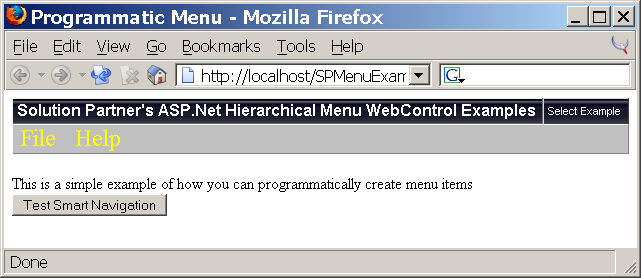 Programmatic Menu - Mozilla Firefox
File Edit View Go Bookmarks Tools Help
http://localhost/SPMenuExam G
Solution Partner's ASP.Net Hierarchical Menu WebControl Examples Select Example
File Help
This is a simple example of how you can programmatically create menu items
Test Smart Navigation
Done